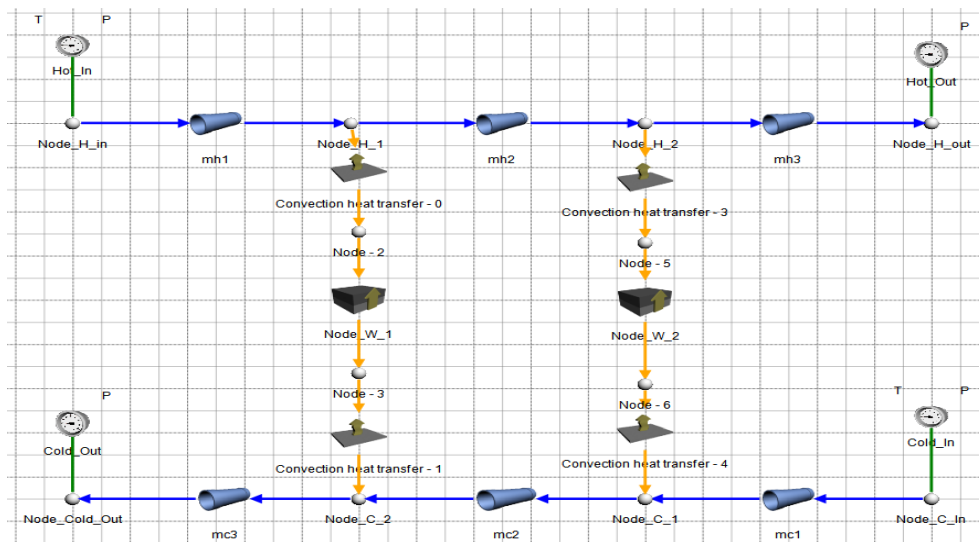 T P
P
Hot_In
Hot_Out
Node_H_in
Node_H_1
Node_H_2
Node_H_out
mh1
mh2
mh3
Convection heat transfer - 0
Convection heat transfer - 3
Node - 2
Node - 5
Node_W_1
Node_W_2
Node - 3
Node - 6
P
T P
Cold_Out
Cold_In
Convection heat transfer - 1
Convection heat transfer - 4
Node_Cold_Out
Node_C_2
Node_C_1
Node_C_In
mc3
mc2
mc1